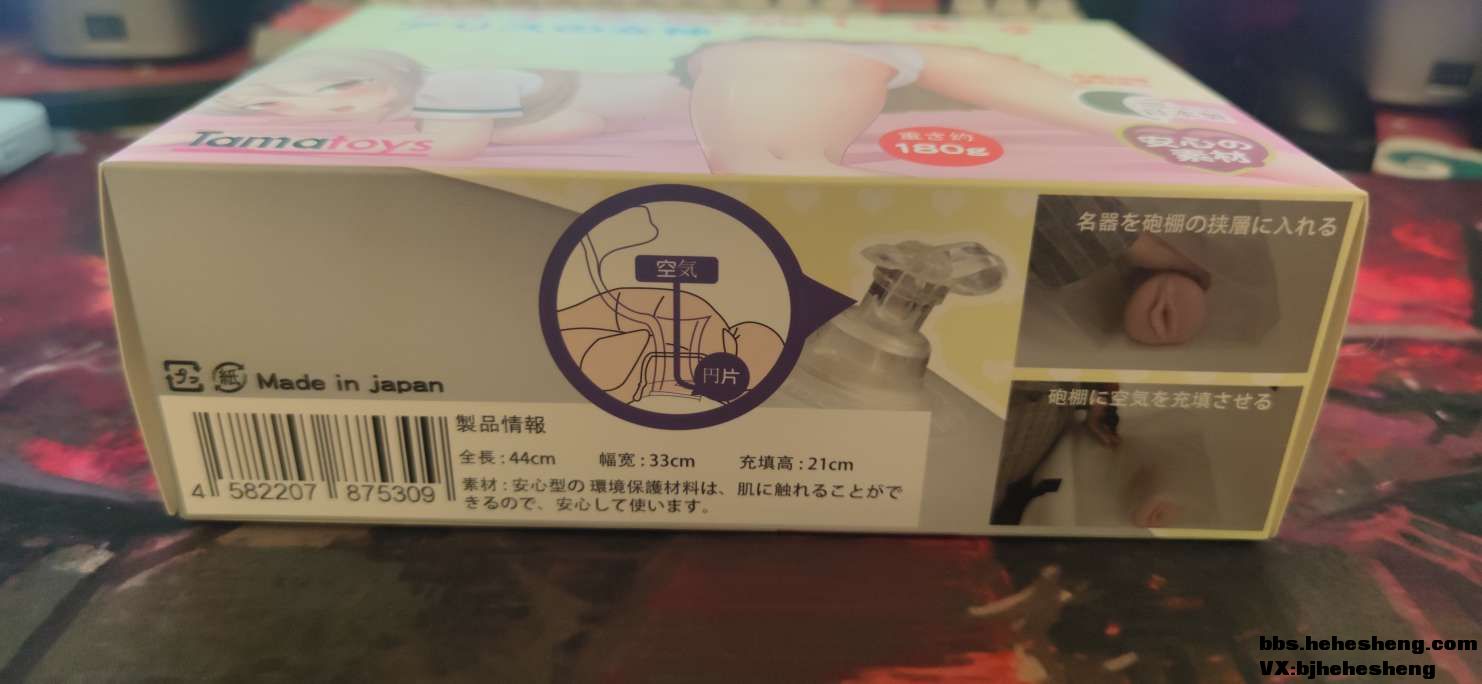 Tamatoys
重さ約
180g
安心の
素材
空気
円片
名器を砲棚の挟層に入れる
砲棚に空気を充填させる
プラ
紙
Made in japan
4 582207 875309
製品情報
全長:44cm 幅宽:33cm 充填高:21cm
素材:安心型の 環境保護材料は、肌に触れることがで
きるので、安心して使います。
bbs.hehesheng.com
VX:bjhehesheng